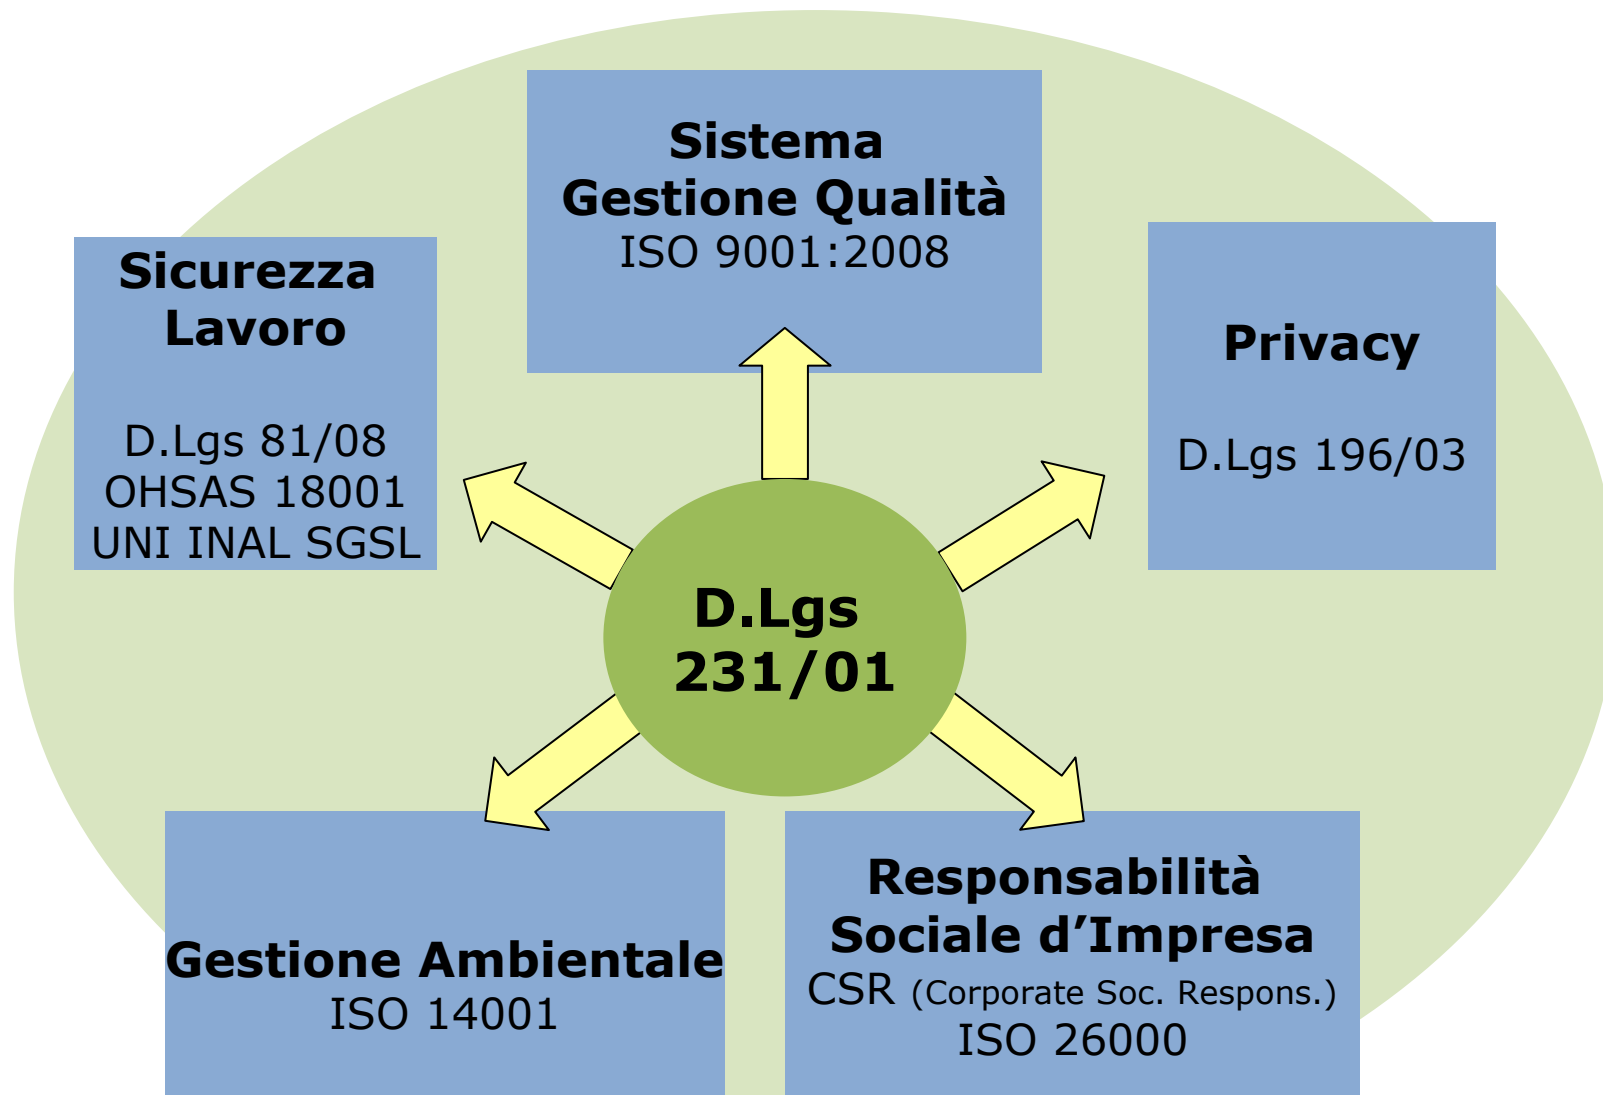 Sistema
Gestione Qualità
ISO 9001:2008
Sicurezza
Lavoro
D.Lgs 81/08
OHSAS 18001
UNI INAL SGSL
Privacy
D.Lgs 196/03
D.Lgs
231/01
Gestione Ambientale
ISO 14001
Responsabilità
Sociale d’Impresa
CSR (Corporate Soc. Respons.)
ISO 26000